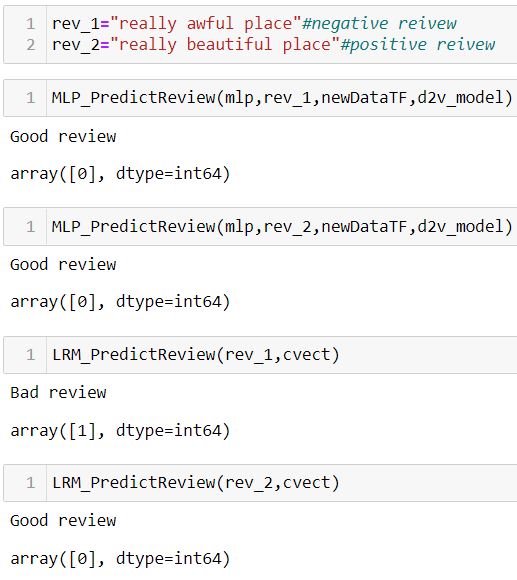 1 rev_1="really awful place"#negative reivew
2 rev_2="really beautiful place"#positive reivew
1 MLP_PredictReview(mlp,rev_1,newDataTF,d2v_model)
Good review
array([0], dtype=int64)
1 MLP_PredictReview(mlp,rev_2,newDataTF,d2v_model)
Good review
array([0], dtype=int64)
1 LRM_PredictReview(rev_1,cvect)
Bad review
array([1], dtype=int64)
1 LRM_PredictReview(rev_2,cvect)
Good review
array([0], dtype=int64)